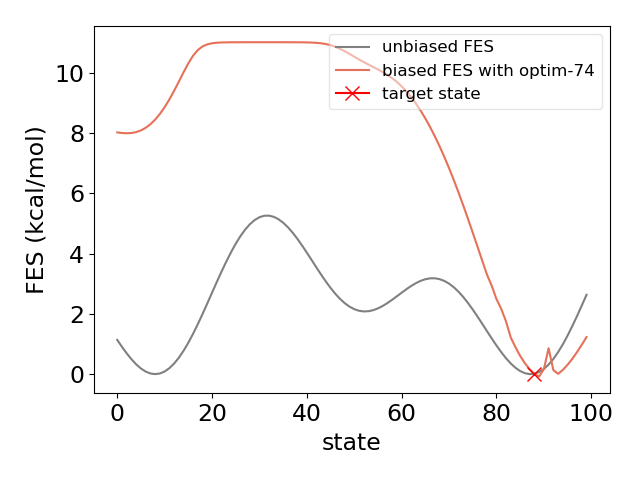 unbiased FES
biased FES with optim-74
target state
FES (kcal/mol)
10
8
6
4
2
0
0 20 40 60 80 100
state